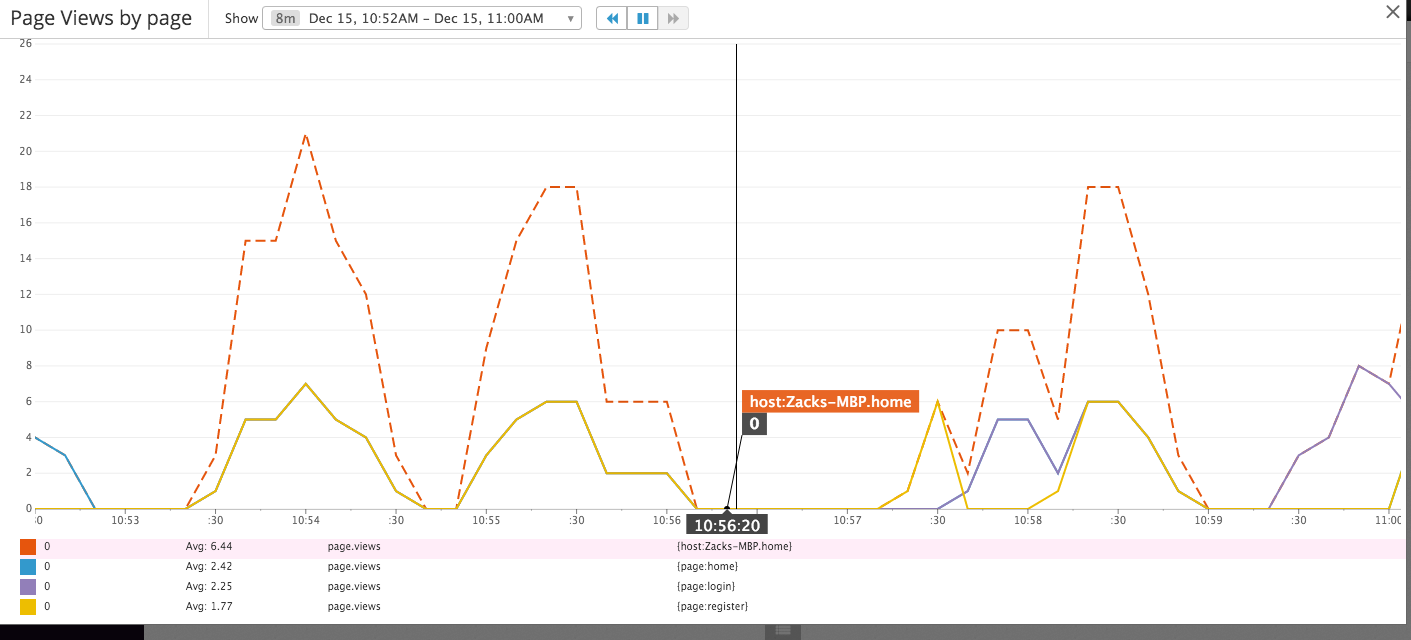 Page Views by page Show 8m Dec 15, 10:52AM – Dec 15, 11:00AM
26
24
22
20
18
16
14
12
10
8
6
4
2
0
host:Zacks-MBP.home
0
:0 10:53 :30 10:54 :30 10:55 :30 10:56 10:57 :30 10:58 :30 10:59 :30 11:00
10:56:20
0 Avg: 6.44 page.views {host:Zacks-MBP.home}
0 Avg: 2.42 page.views {page:home}
0 Avg: 2.25 page.views {page:login}
0 Avg: 1.77 page.views {page:register}